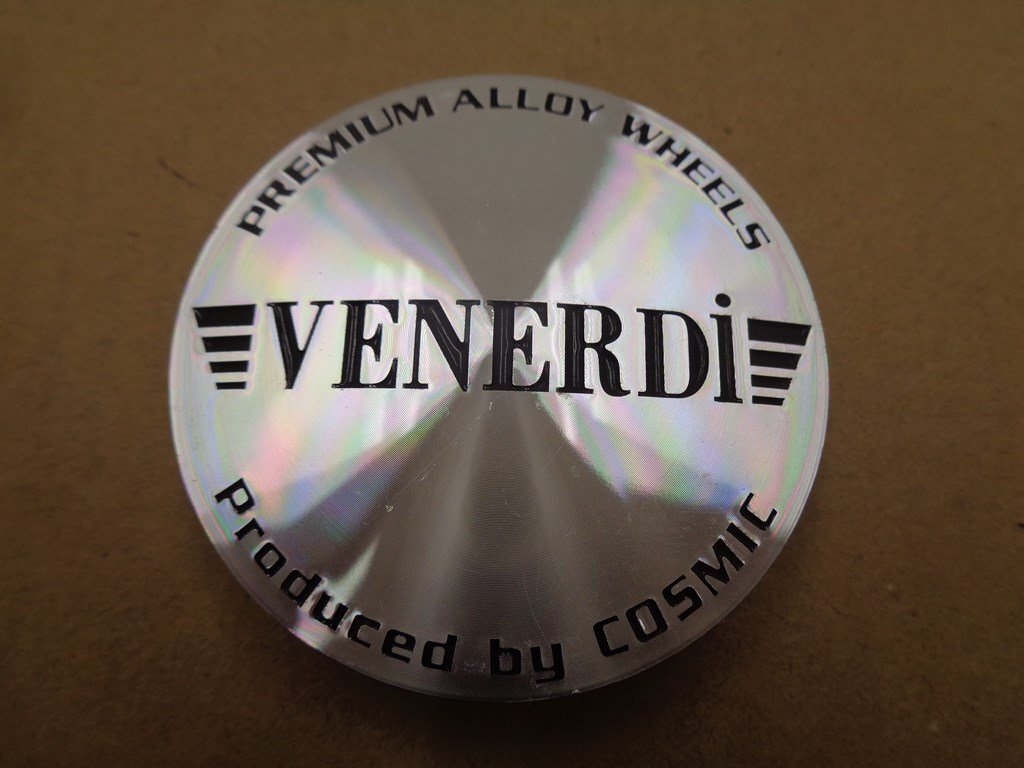 PREMIUM ALLOY WHEELS
VENERDi
Produced by COSMIC